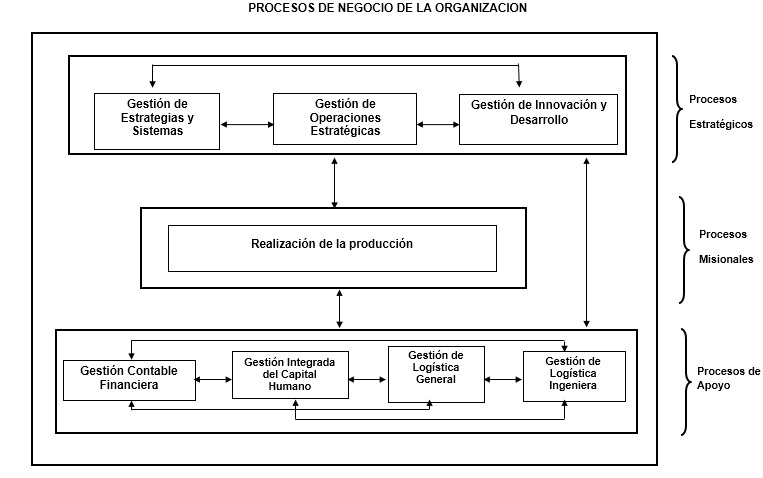 PROCESOS DE NEGOCIO DE LA ORGANIZACION
Gestión de
Estrategias y
Sistemas
Gestión de
Operaciones
Estratégicas
Gestión de Innovación y
Desarrollo
Procesos
Estratégicos
Realización de la producción
Procesos
Misionales
Gestión Contable
Financiera
Gestión Integrada
del Capital
Humano
Gestión de
Logística
General
Gestión de
Logística
Ingeniera
Procesos de
Apoyo